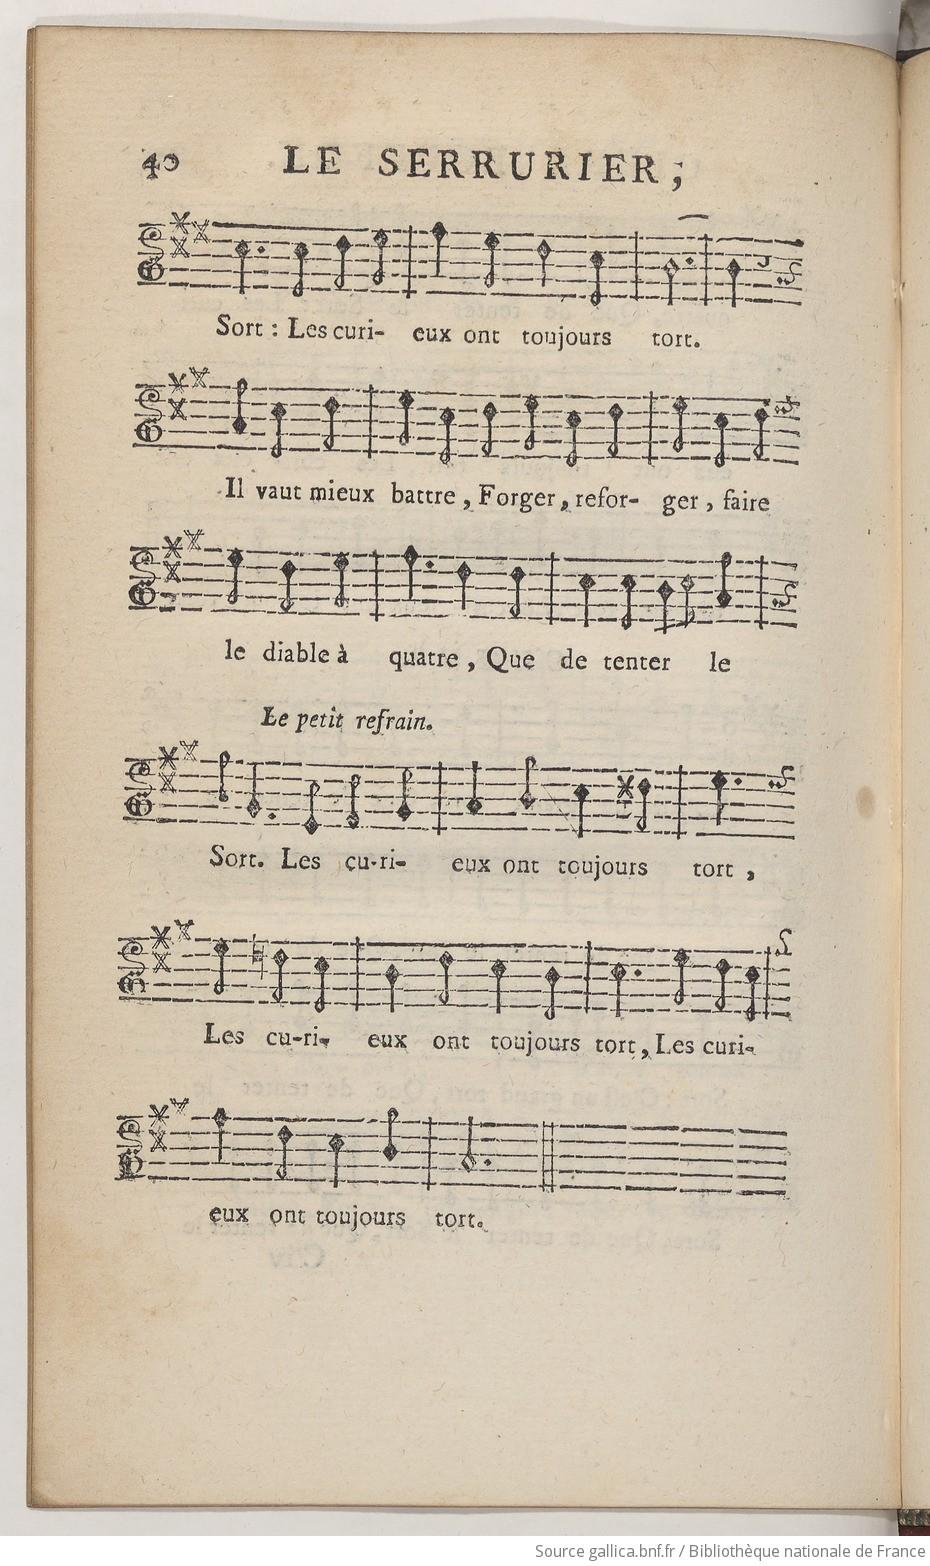 40 LE SERRURIER;
Sort : Les curi- eux ont toujours tort.
Il vaut mieux battre, Forger, refor- ger, faire
le diable à quatre, Que de tenter le
Le petit refrain.
Sort. Les cu-ri- eux ont toujours tort,
Les cu-ri- eux ont toujours tort, Les curi-
eux ont toujours tort.
Source gallica.bnf.fr / Bibliothèque nationale de France